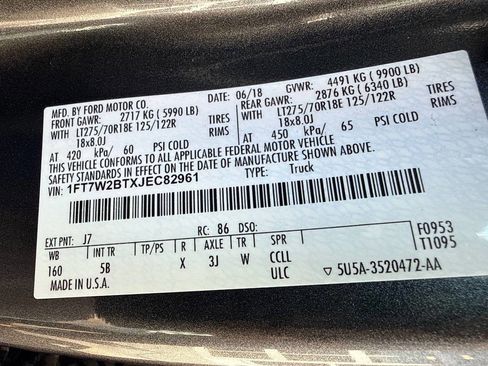 MFD. BY FORD MOTOR CO.
DATE: 06/18 GVWR: 4491 KG ( 9900 LB)
FRONT GAWR: 2717 KG ( 5990 LB) REAR GAWR: 2876 KG ( 6340 LB)
WITH LT275/70R18E 125/122R TIRES WITH LT275/70R18E 125/122R TIRES
18x8.0J RIMS 18x8.0J RIMS
AT 420 kPa/ 60 PSI COLD AT 450 kPa/ 65 PSI COLD
THIS VEHICLE CONFORMS TO ALL APPLICABLE FEDERAL MOTOR VEHICLE
SAFETY STANDARDS IN EFFECT ON THE DATE OF MANUFACTURE SHOWN ABOVE.
VIN: 1FT7W2BTXJEC82961 TYPE: Truck
EXT PNT: J7 RC: 86 DSO: F0953
WB INT TR TP/PS R AXLE TR SPR T1095
160 5B X 3J W CCLL
MADE IN U.S.A. ULC ▽ 5U5A-3520472-AA